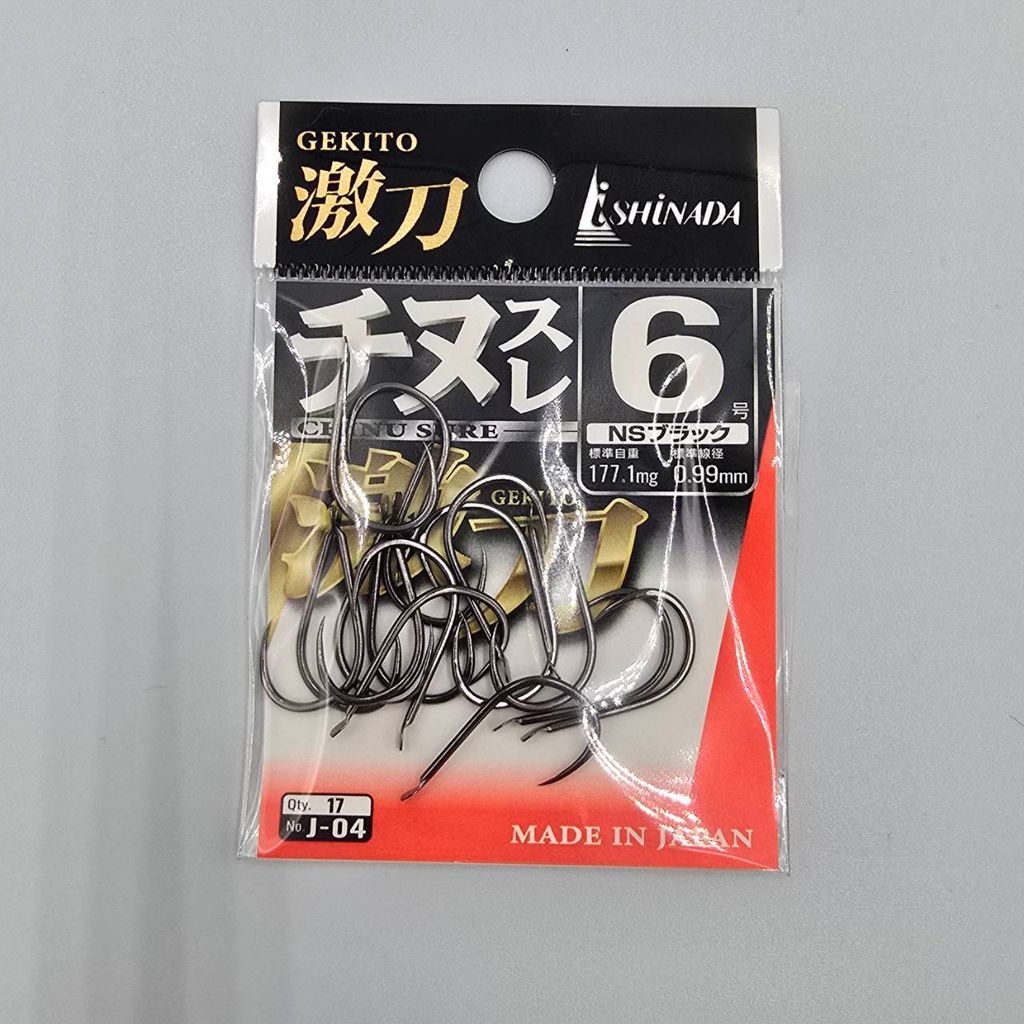 GEKITO
激刀
iSHiNADA
チヌスレ
CHINU SURE
6号
NSブラック
標準自重 標準線径
177.1mg 0.99mm
激刀
GEKITO
Qty. 17
No. J-04
MADE IN JAPAN